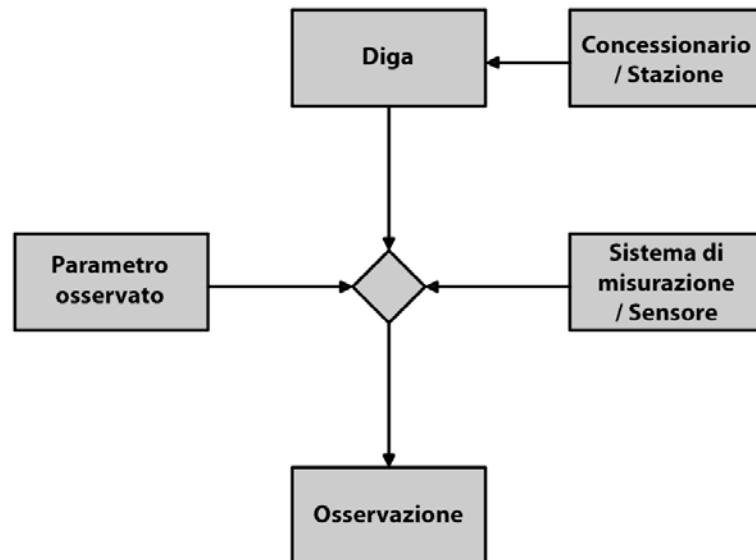 Diga
Concessionario
/ Stazione
Parametro
osservato
Sistema di
misurazione
/ Sensore
Osservazione